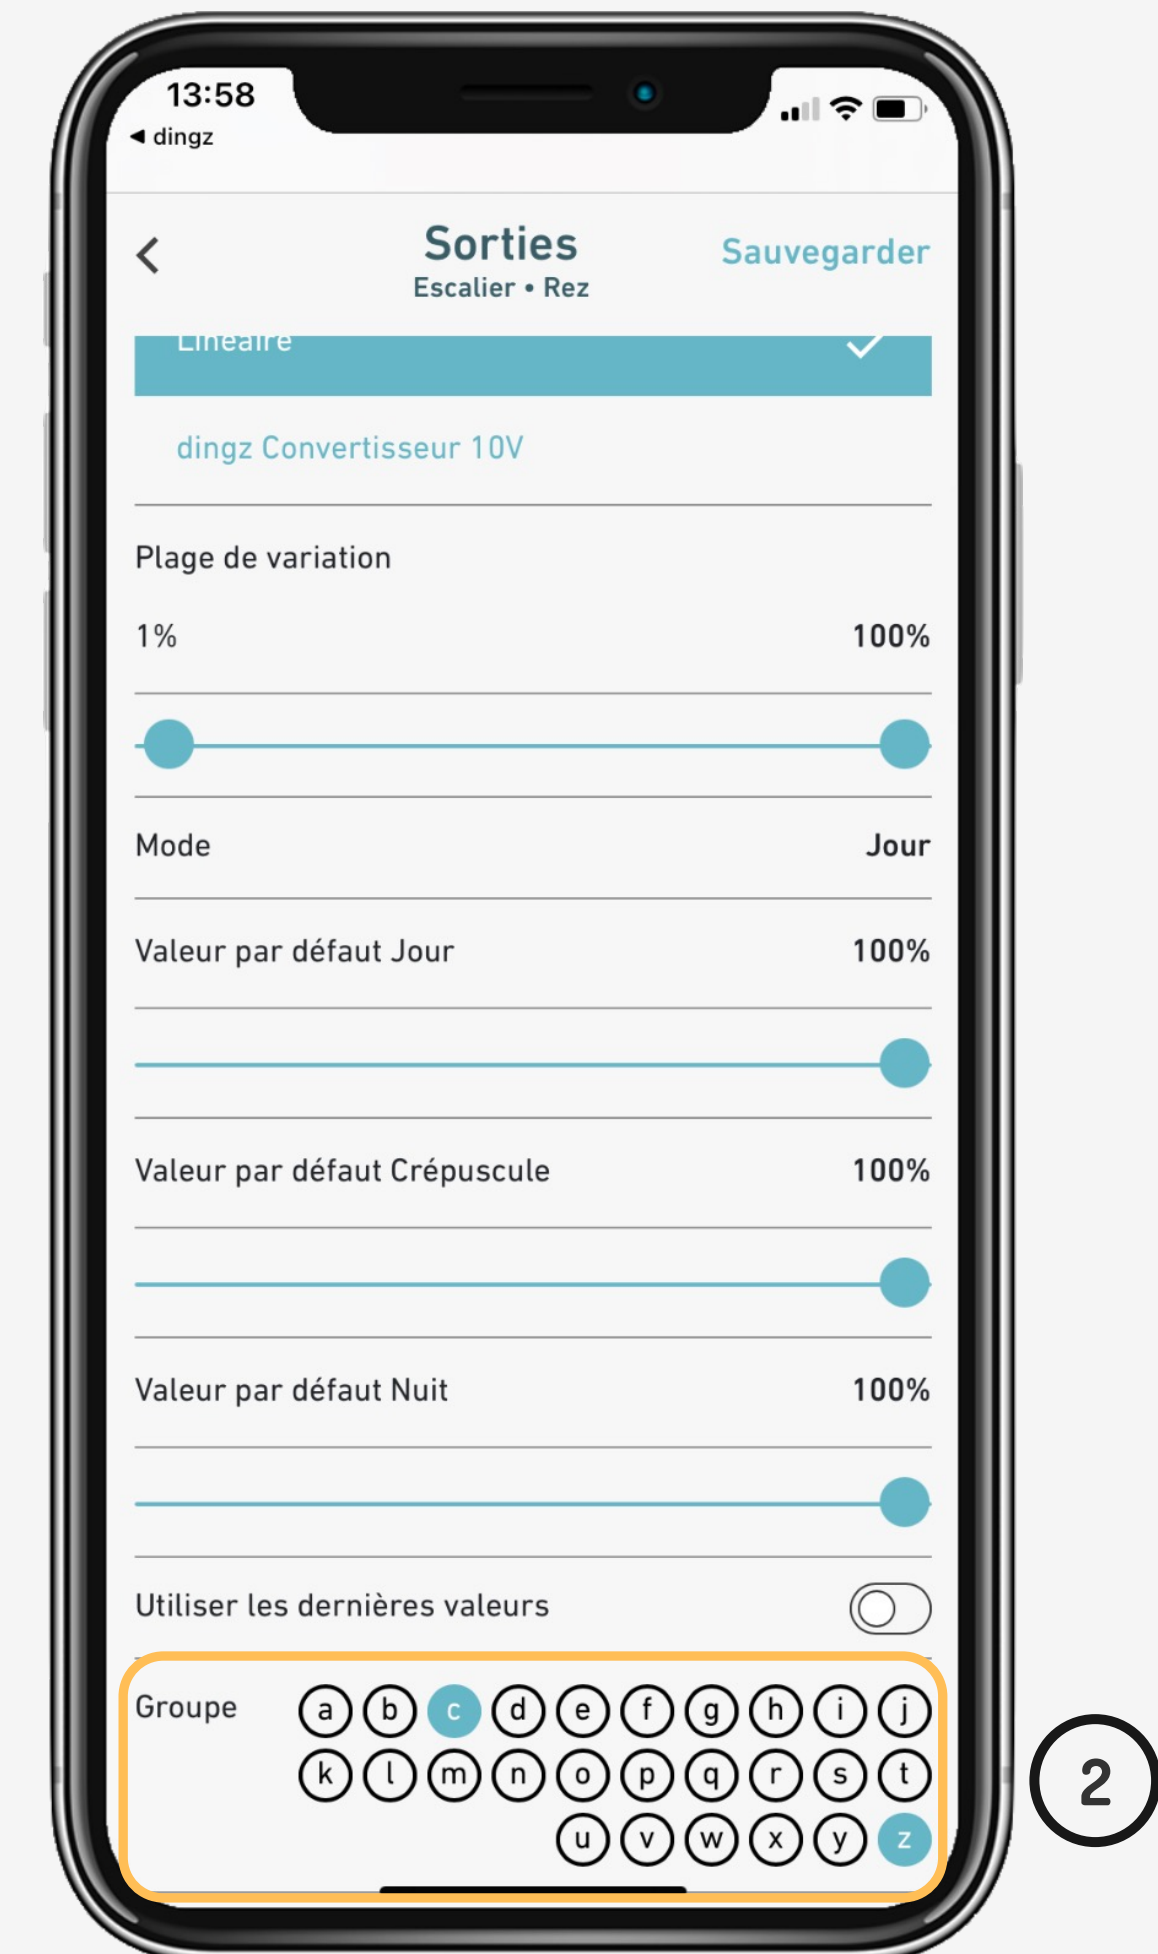 13:58
◀ dingz
Sorties
Sauvegarder
Escalier • Rez
Linéaire
dingz Convertisseur 10V
Plage de variation
1%
100%
Mode
Jour
Valeur par défaut Jour
100%
Valeur par défaut Crépuscule
100%
Valeur par défaut Nuit
100%
Utiliser les dernières valeurs
Groupe a b c d e f g h i j
k l m n o p q r s t
u v w x y z
2